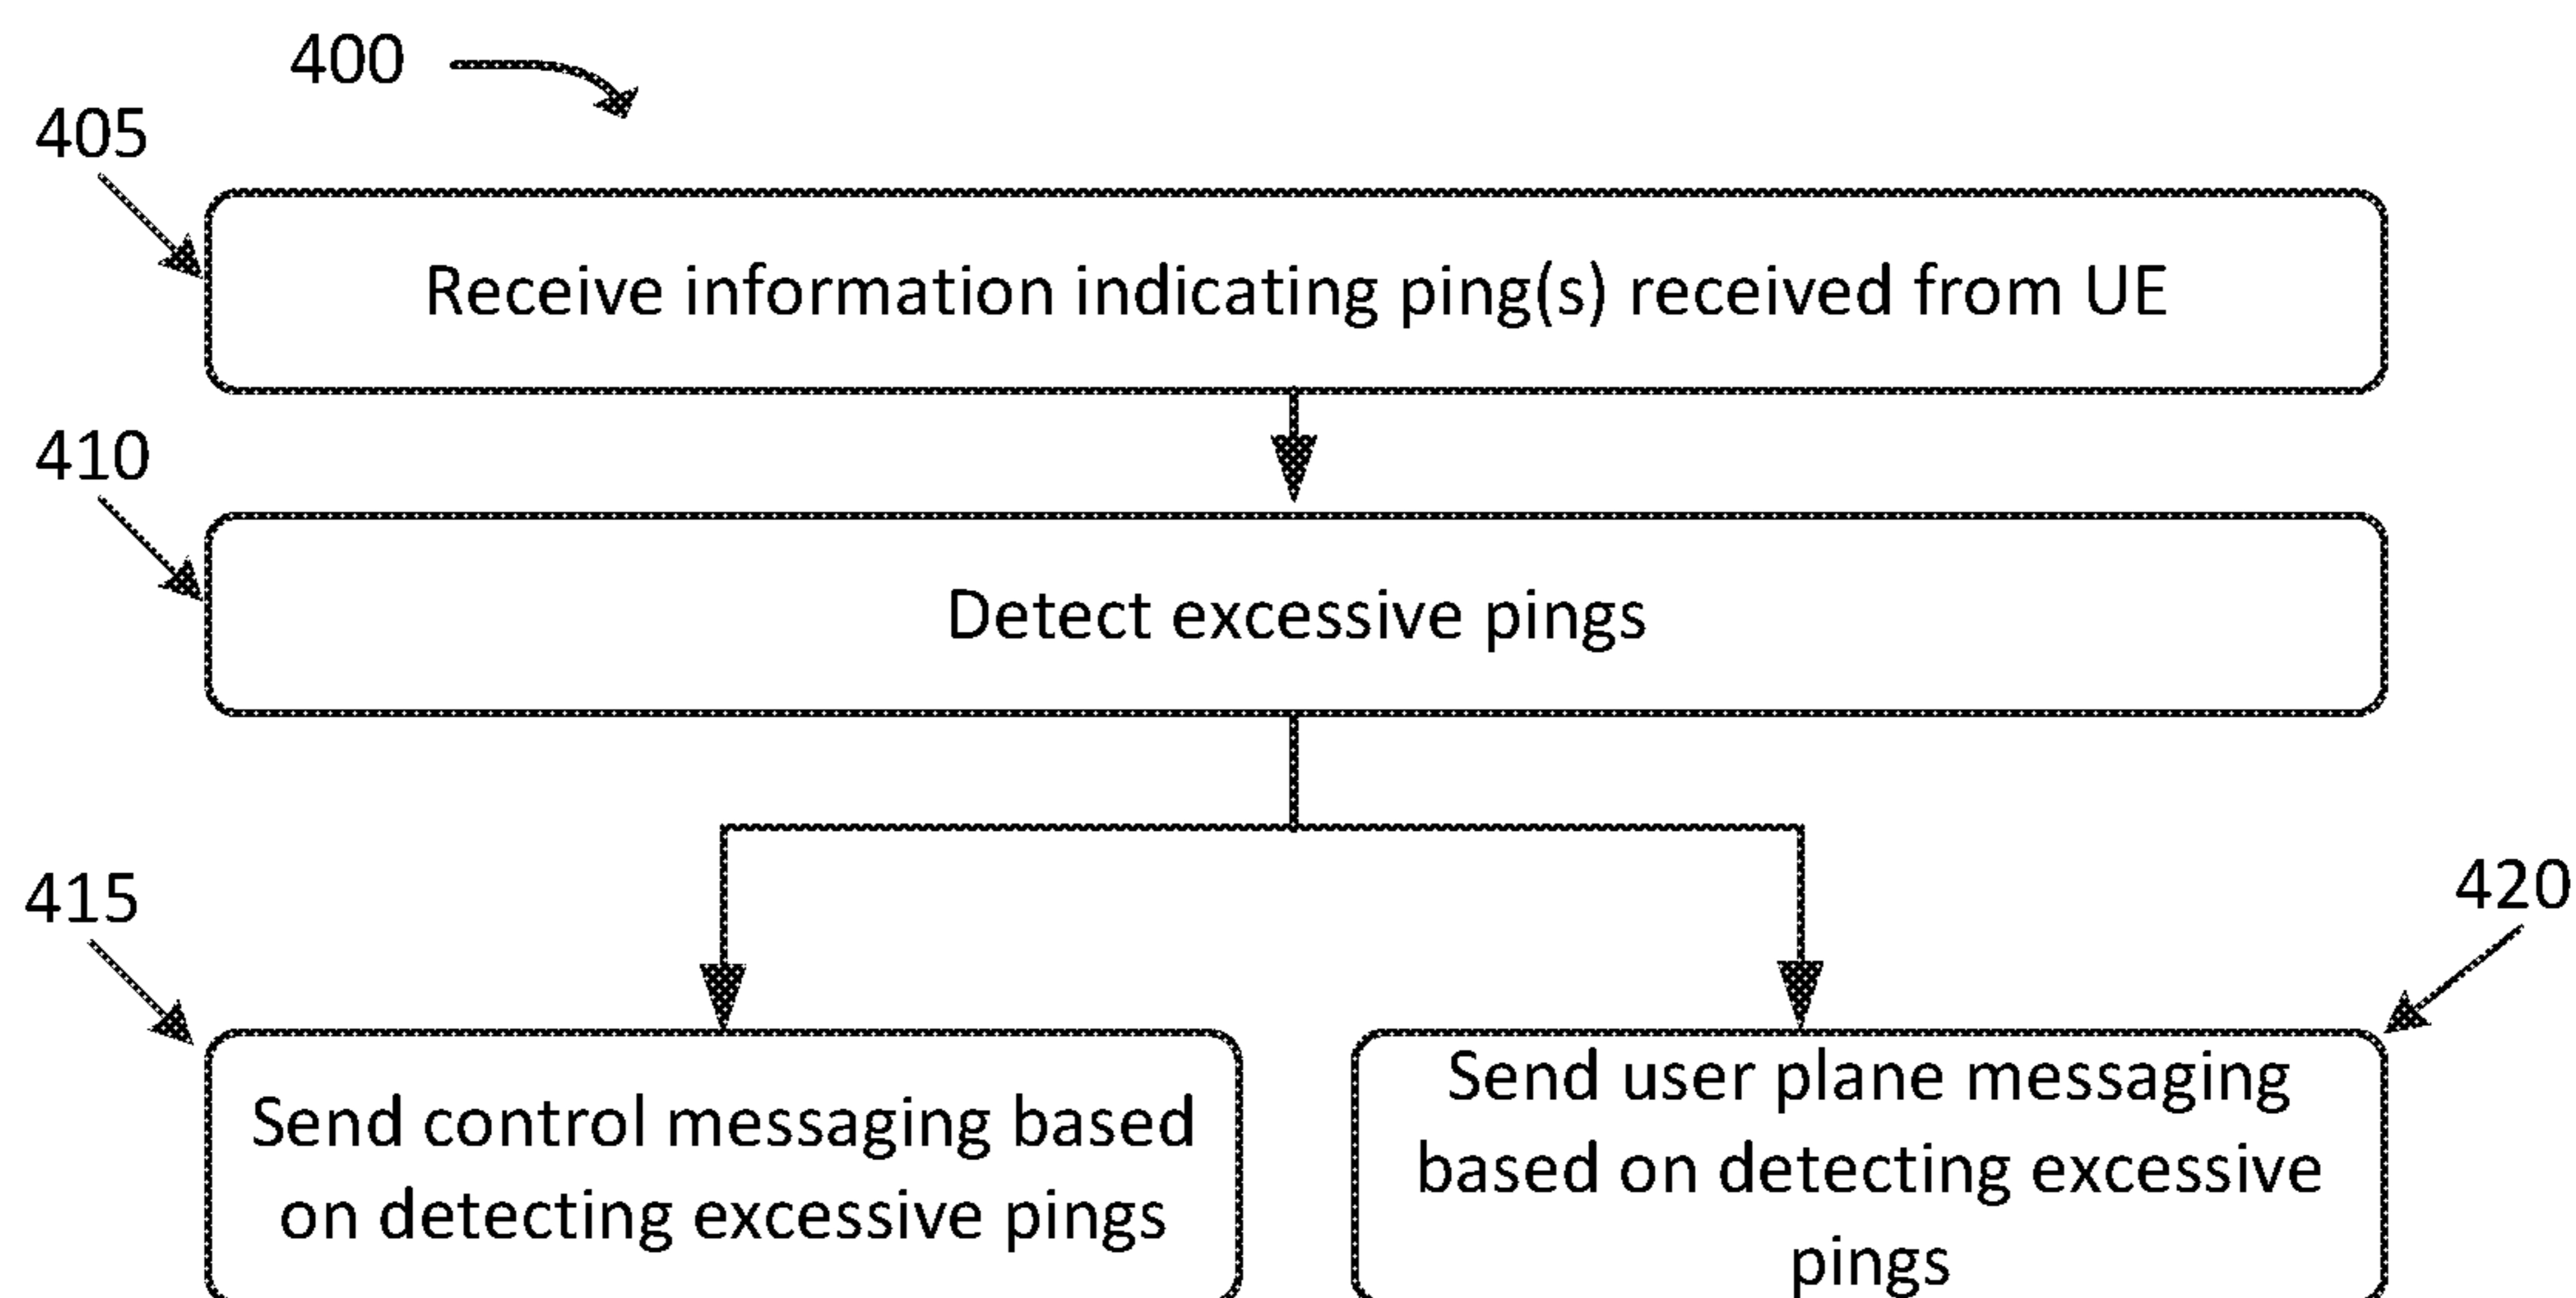 400
405
Receive information indicating ping(s) received from UE
410
Detect excessive pings
415
420
Send control messaging based
on detecting excessive pings
Send user plane messaging
based on detecting excessive
pings